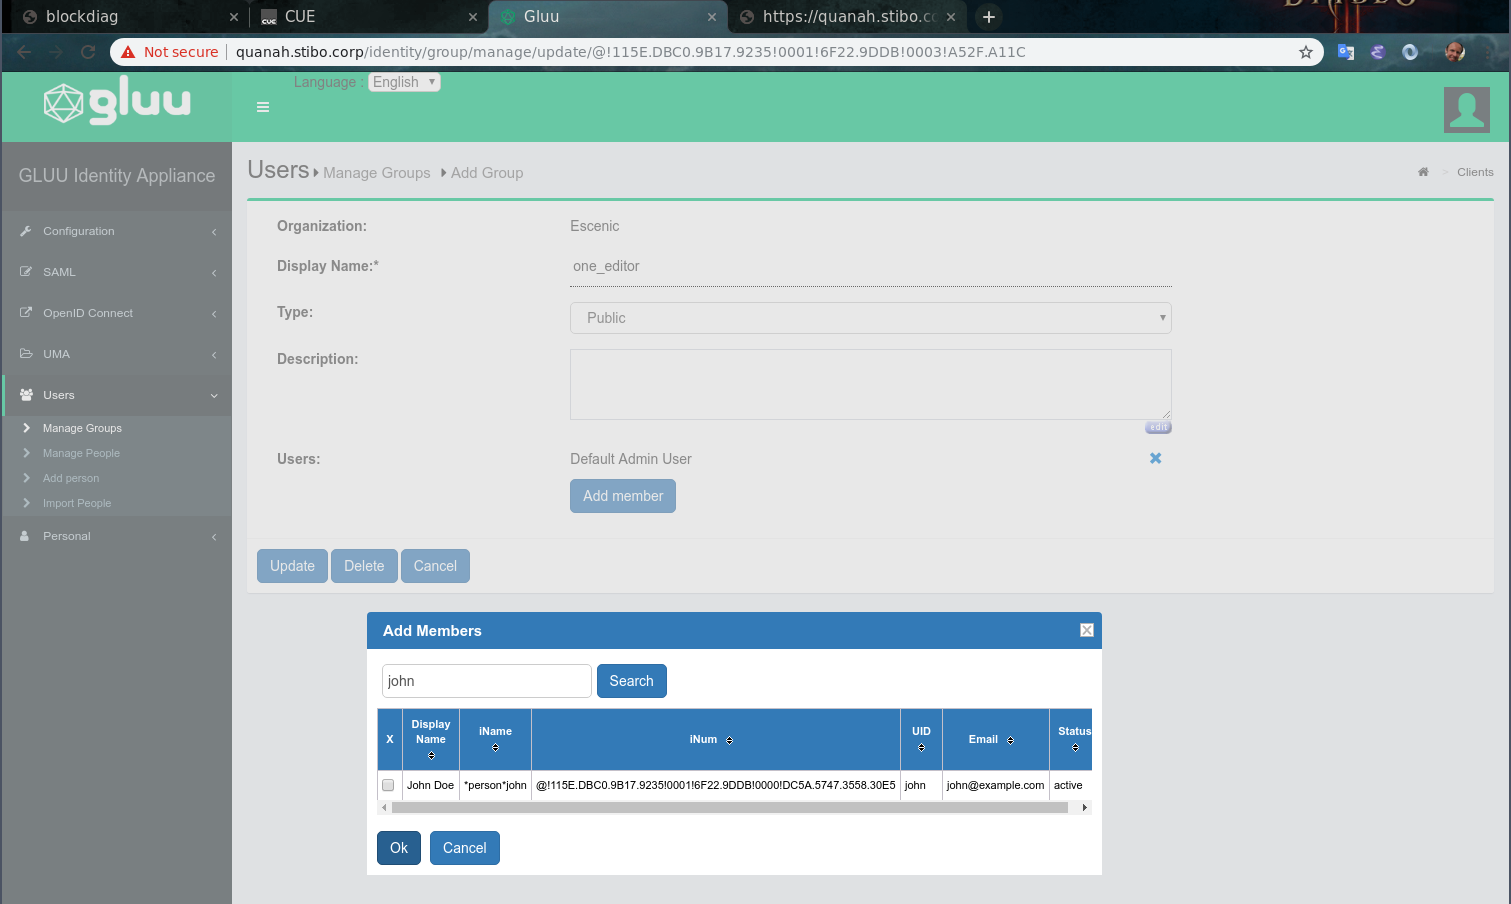 blockdiag
CUE
Gluu
https://quanah.stibo.cc
Not secure
quanah.stibo.corp/identity/group/manage/update/@!115E.DBC0.9B17.9235!0001!6F22.9DDB!0003!A52F.A11C
gluu
Language : English
GLUU Identity Appliance
Users Manage Groups Add Group
> Clients
Configuration
SAML
OpenID Connect
UMA
Users
Manage Groups
Manage People
Add person
Import People
Personal
Organization: Escenic
Display Name:* one_editor
Type: Public
Description:
edit
Users: Default Admin User
Add member
Update Delete Cancel
Add Members
john Search
X Display Name iName iNum UID Email Status
John Doe *person*john @!115E.DBC0.9B17.9235!0001!6F22.9DDB!0000!DC5A.5747.3558.30E5 john john@example.com active
Ok Cancel